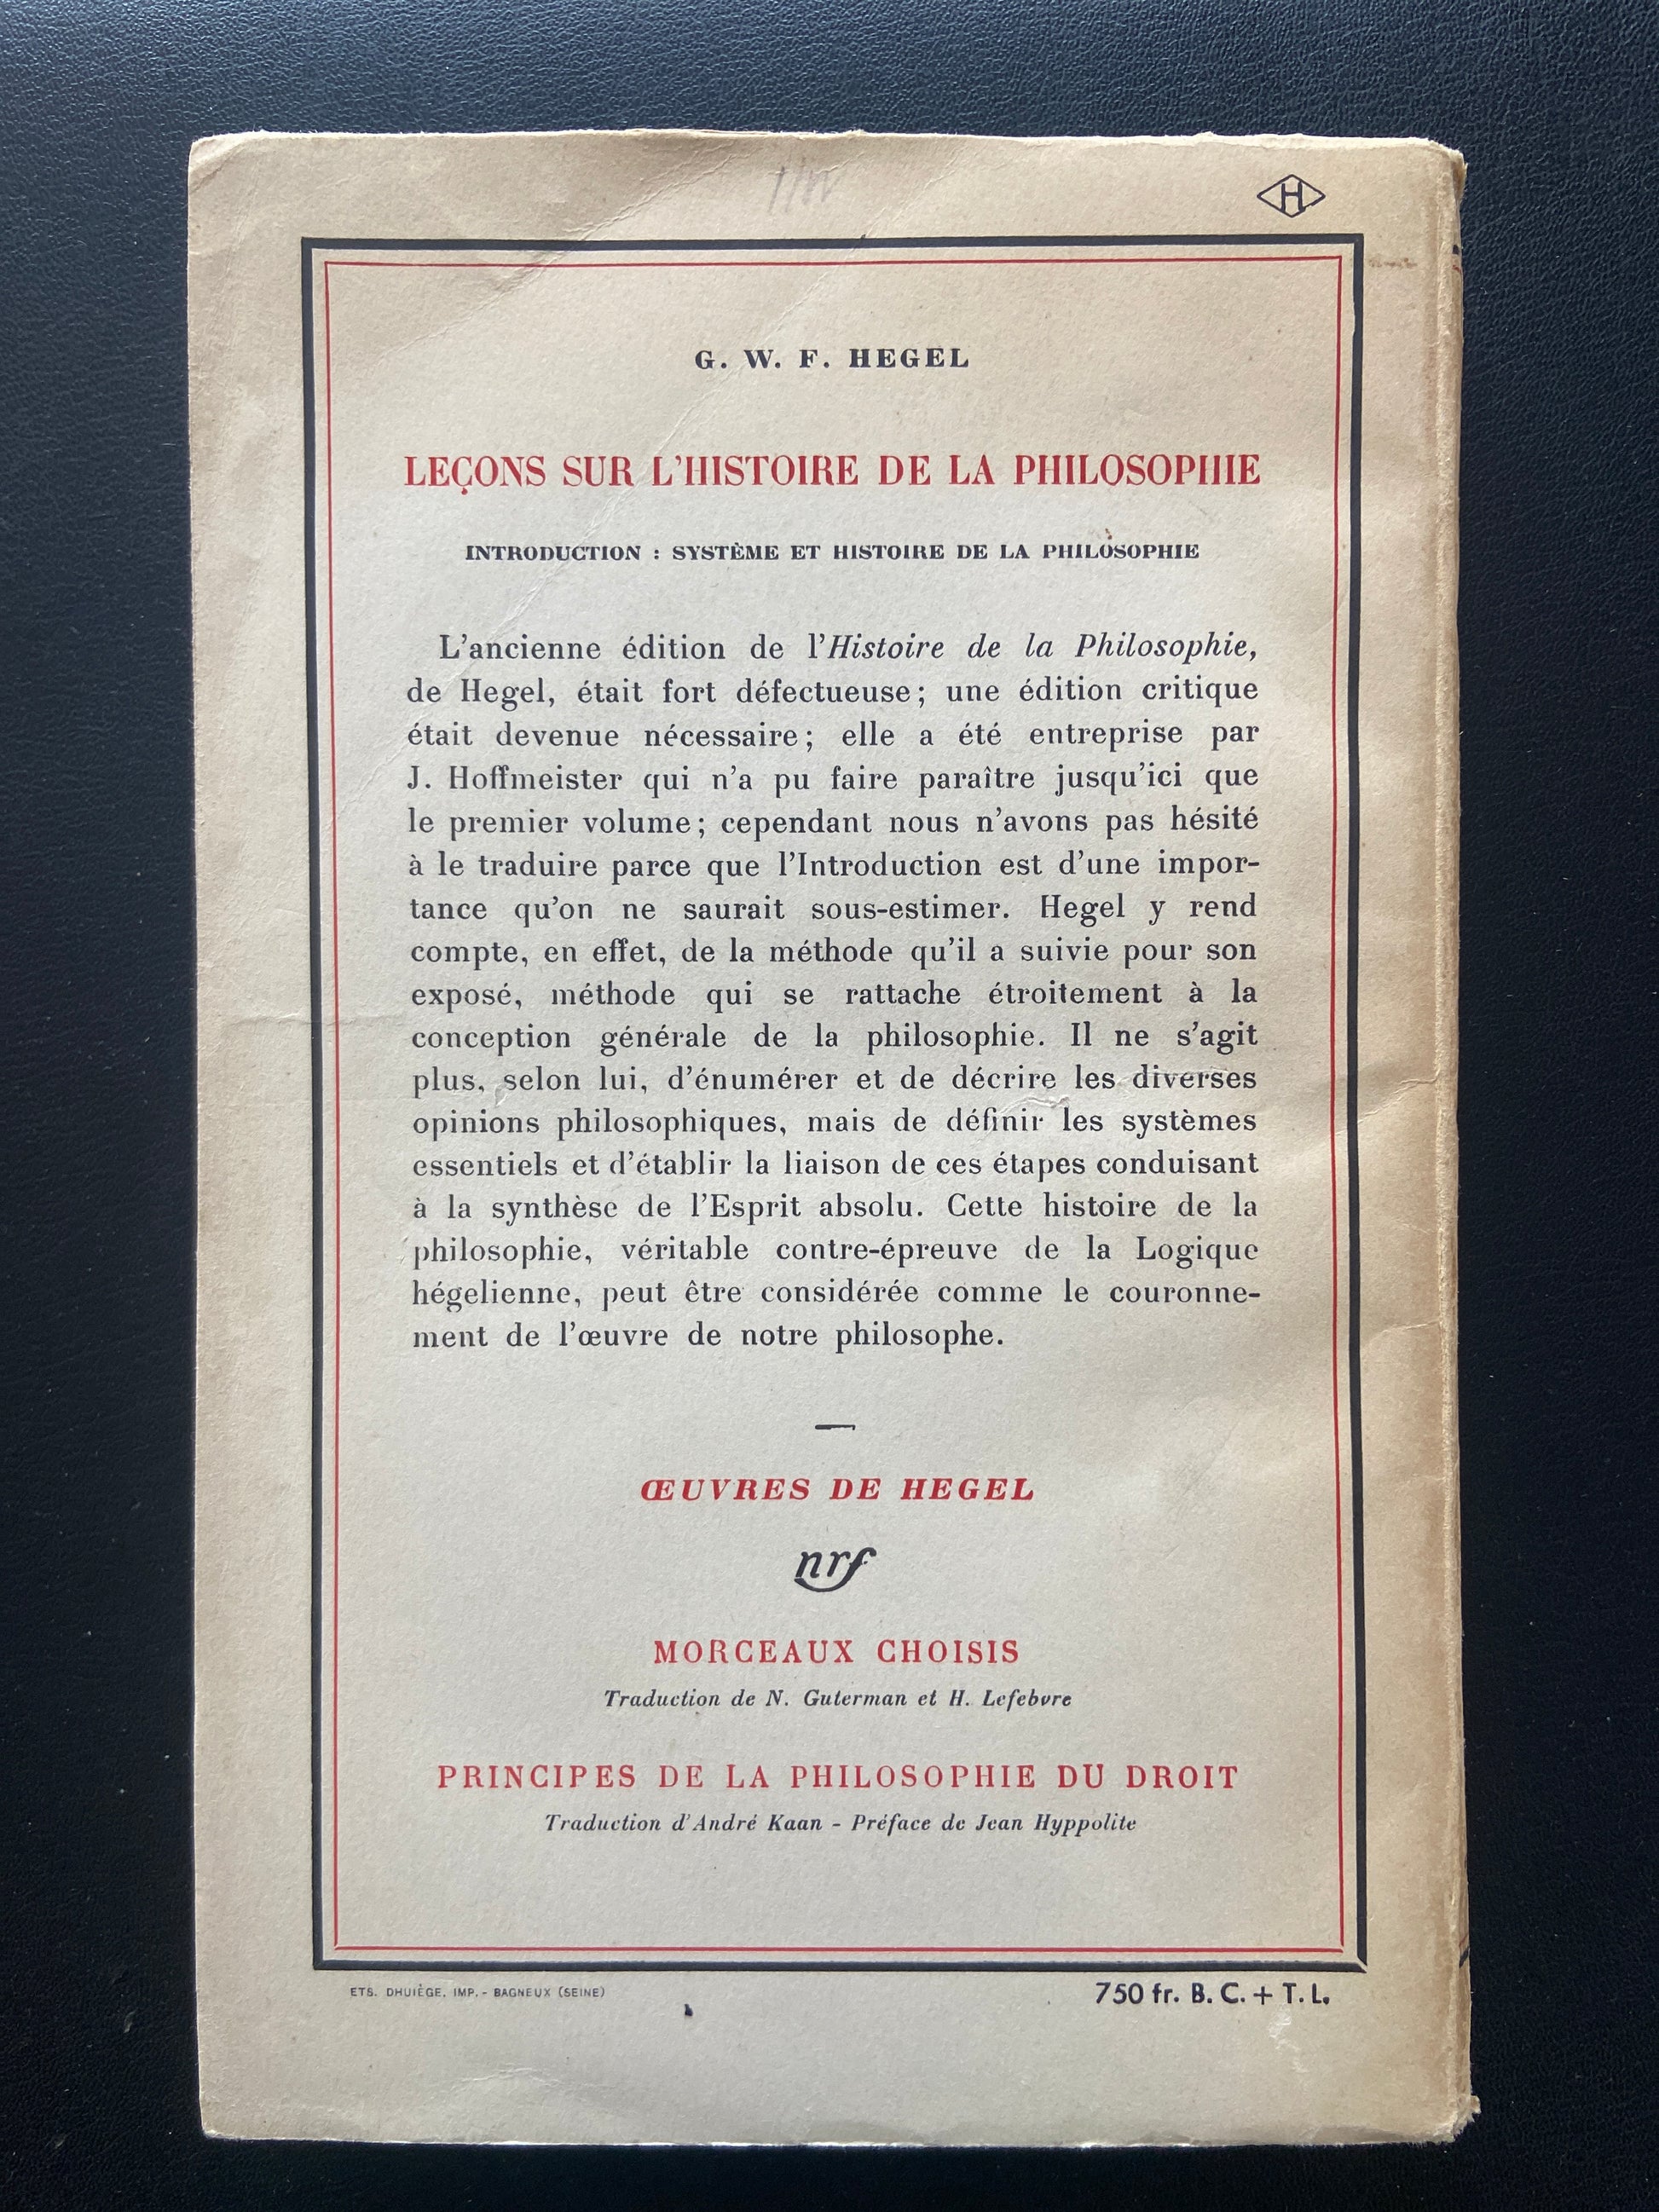 H
G. W. F. HEGEL
LEÇONS SUR L'HISTOIRE DE LA PHILOSOPHIE
INTRODUCTION : SYSTÈME ET HISTOIRE DE LA PHILOSOPHIE
L'ancienne édition de l'Histoire de la Philosophie,
de Hegel, était fort défectueuse ; une édition critique
était devenue nécessaire ; elle a été entreprise par
J. Hoffmeister qui n'a pu faire paraître jusqu'ici que
le premier volume ; cependant nous n'avons pas hésité
à le traduire parce que l'Introduction est d'une impor-
tance qu'on ne saurait sous-estimer. Hegel y rend
compte, en effet, de la méthode qu'il a suivie pour son
exposé, méthode qui se rattache étroitement à la
conception générale de la philosophie. Il ne s'agit
plus, selon lui, d'énumérer et de décrire les diverses
opinions philosophiques, mais de définir les systèmes
essentiels et d'établir la liaison de ces étapes conduisant
à la synthèse de l'Esprit absolu. Cette histoire de la
philosophie, véritable contre-épreuve de la Logique
hégelienne, peut être considérée comme le couronne-
ment de l'œuvre de notre philosophe.
ŒUVRES DE HEGEL
nrf
MORCEAUX CHOISIS
Traduction de N. Guterman et H. Lefebvre
PRINCIPES DE LA PHILOSOPHIE DU DROIT
Traduction d'André Kaan - Préface de Jean Hyppolite
ETS. DHUIÈGE, IMP. - BAGNEUX (SEINE)
750 fr. B. C. + T. L.